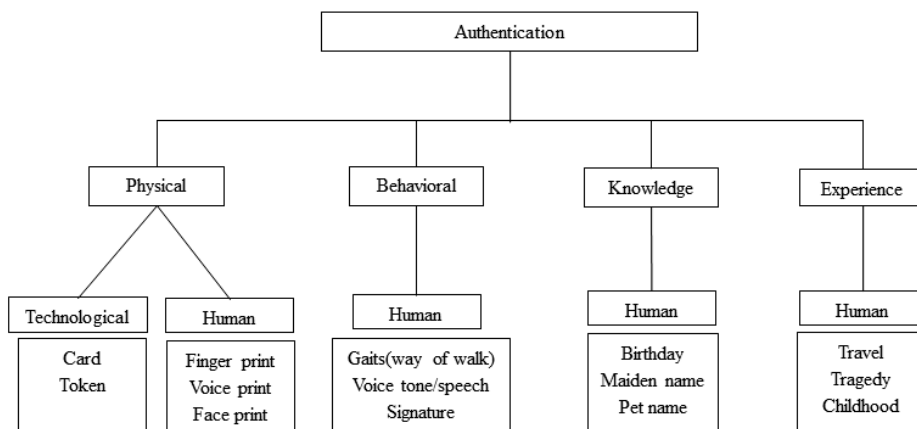 Authentication
Physical
Behavioral
Knowledge
Experience
Technological
Human
Human
Human
Human
Card
Token
Finger print
Voice print
Face print
Gaits(way of walk)
Voice tone/speech
Signature
Birthday
Maiden name
Pet name
Travel
Tragedy
Childhood